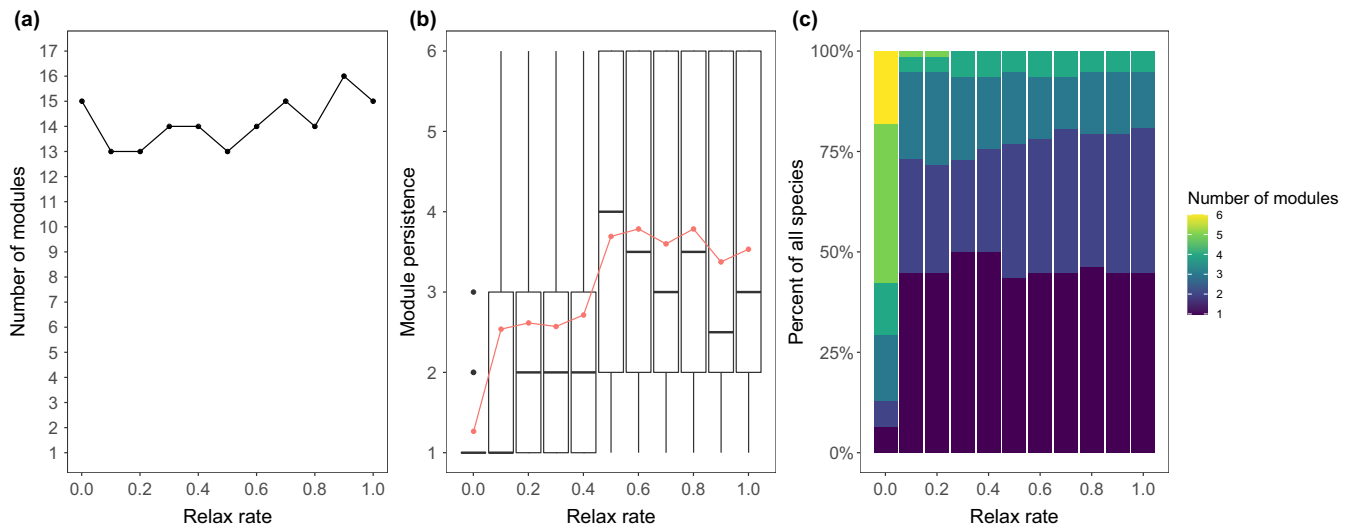 (a)
17
16
15
14
13
12
11
10
9
8
7
6
5
4
3
2
1
Number of modules
0.0 0.2 0.4 0.6 0.8 1.0
Relax rate
(b)
6
5
4
3
2
1
Module persistence
0.0 0.2 0.4 0.6 0.8 1.0
Relax rate
(c)
100%
75%
50%
25%
0%
Percent of all species
0.0 0.2 0.4 0.6 0.8 1.0
Relax rate
Number of modules
6
5
4
3
2
1